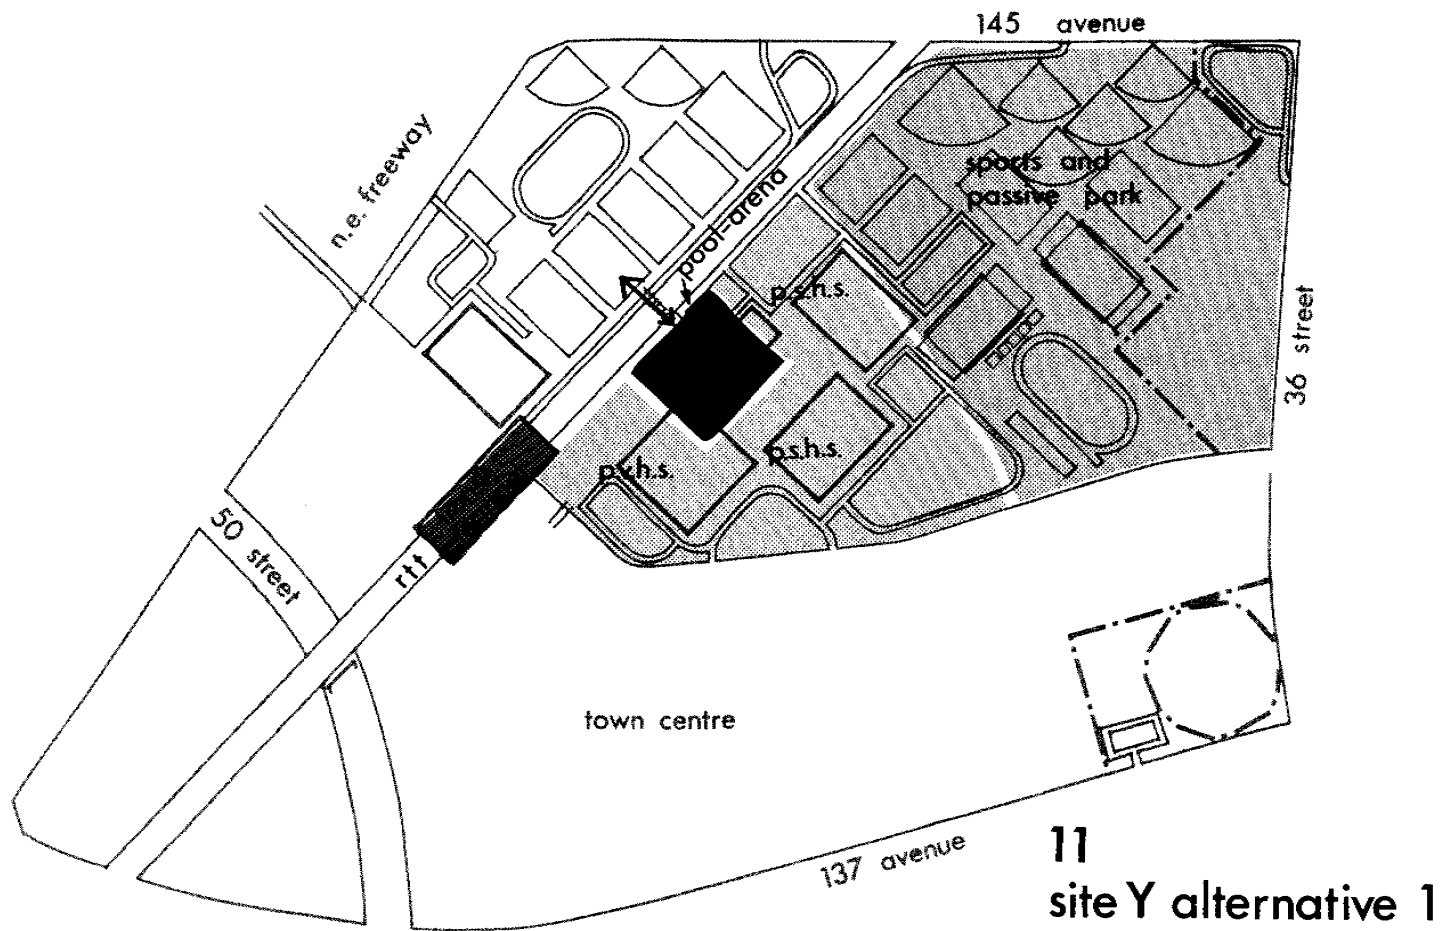 145 avenue
n.e. freeway
sports and
passive park
pool-arena
p.s.h.s.
36 street
p.s.h.s.
p.v.h.s.
50 street
rtt
town centre
137 avenue
11
site Y alternative 1